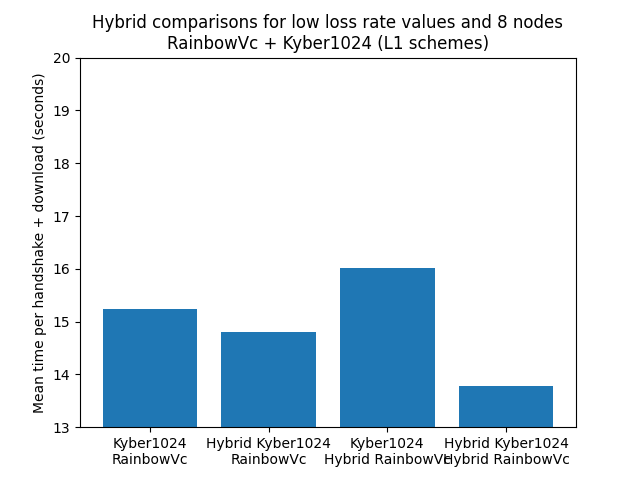 Hybrid comparisons for low loss rate values and 8 nodes
RainbowVc + Kyber1024 (L1 schemes)
Mean time per handshake + download (seconds)
20
19
18
17
16
15
14
13
Kyber1024
RainbowVc
Hybrid Kyber1024
RainbowVc
Kyber1024
Hybrid RainbowVc
Hybrid Kyber1024
Hybrid RainbowVc